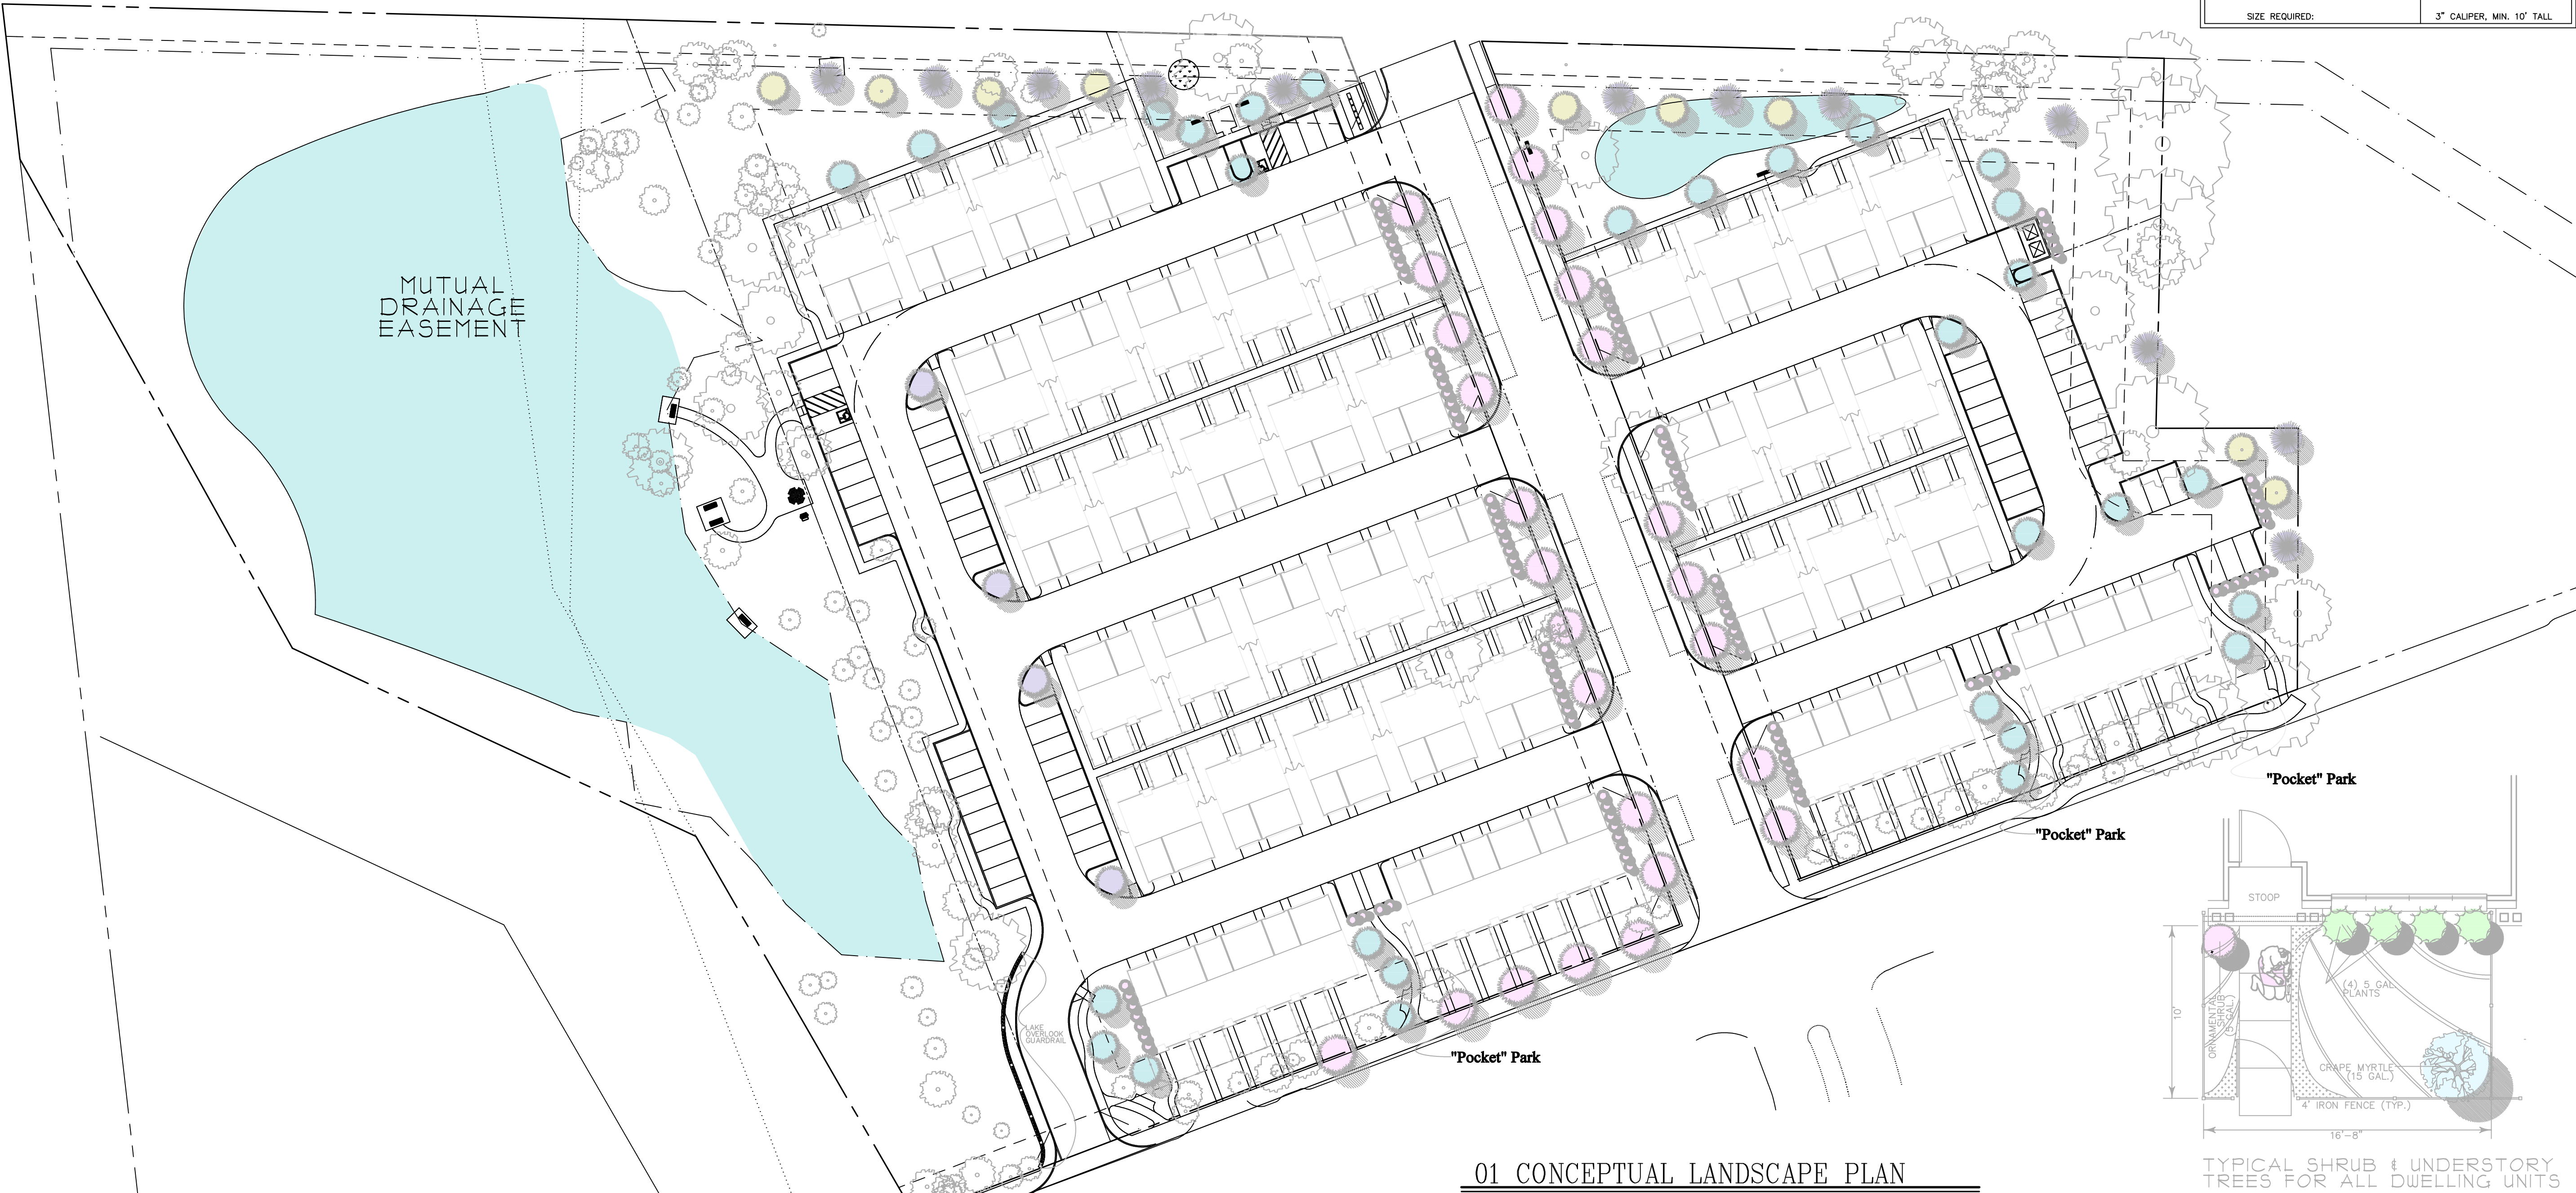 SIZE REQUIRED:
3" CALIPER, MIN. 10' TALL
MUTUAL
DRAINAGE
EASEMENT
"Pocket" Park
"Pocket" Park
"Pocket" Park
LAKE
OVERLOOK
GUARDRAIL
STOOP
(4) 5 GAL.
PLANTS
ORNAMENTAL
SHRUB
(5 GAL.)
10'
CRAPE MYRTLE
(15 GAL.)
4' IRON FENCE (TYP.)
16'-8"
01 CONCEPTUAL LANDSCAPE PLAN
TYPICAL SHRUB & UNDERSTORY
TREES FOR ALL DWELLING UNITS